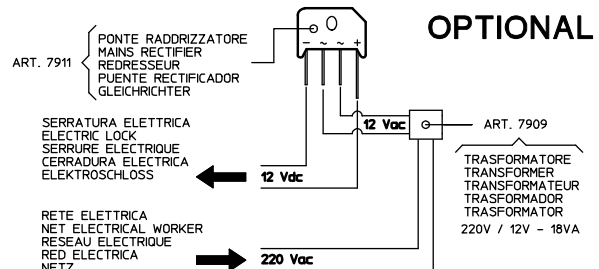 OPTIONAL
ART. 7911
PONTE RADDRIZZATORE
MAINS RECTIFIER
REDRESSEUR
PUENTE RECTIFICADOR
GLEICHRICHTER
- ~ ~ +
SERRATURA ELETTRICA
ELECTRIC LOCK
SERRURE ELECTRIQUE
CERRADURA ELECTRICA
ELEKTROSCHLOSS
12 Vac
12 Vdc
ART. 7909
TRASFORMATORE
TRANSFORMER
TRANSFORMATEUR
TRASFORMADOR
TRASFORMATOR
220V / 12V - 18VA
RETE ELETTRICA
NET ELECTRICAL WORKER
RESEAU ELECTRIQUE
RED ELECTRICA
NETZ
220 Vac